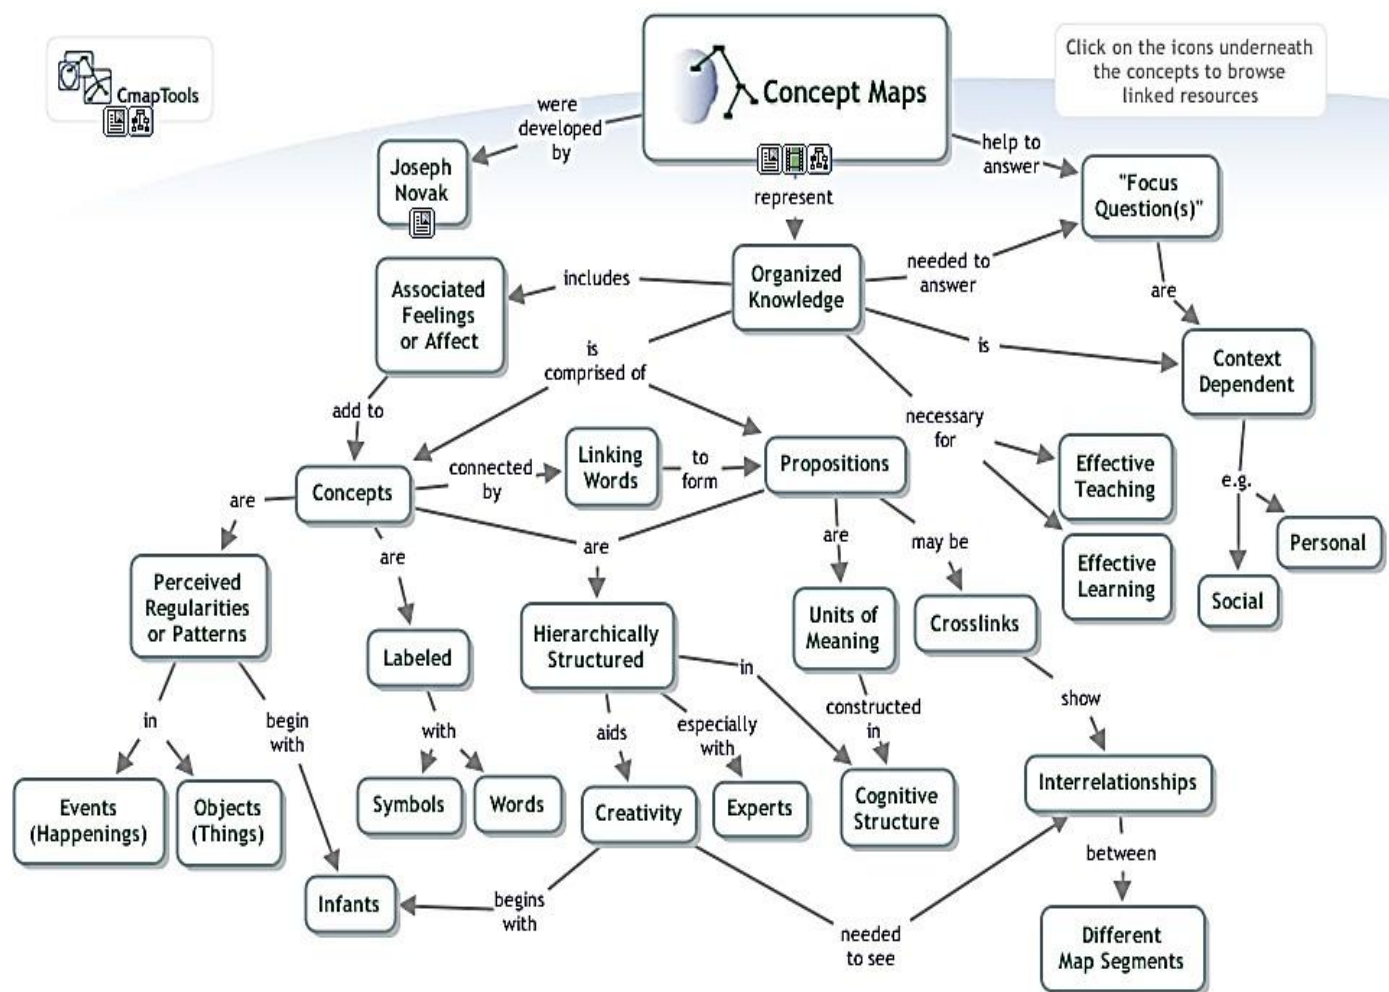 CmapTools
Concept Maps
Click on the icons underneath
the concepts to browse
linked resources
were
developed
by
help to
answer
Joseph
Novak
represent
"Focus
Question(s)"
Associated
Feelings
or Affect
includes
Organized
Knowledge
needed to
answer
are
is
comprised of
is
Context
Dependent
add to
necessary
for
Concepts
connected
by
Linking
Words
to
form
Propositions
Effective
Teaching
e.g.
Personal
are
are
are
are
may be
Effective
Learning
Social
Perceived
Regularities
or Patterns
Labeled
Hierarchically
Structured
Units of
Meaning
Crosslinks
in
begin
with
with
aids
especially
with
in
constructed
in
show
Events
(Happenings)
Objects
(Things)
Symbols
Words
Creativity
Experts
Cognitive
Structure
Interrelationships
between
Infants
begins
with
needed
to see
Different
Map Segments